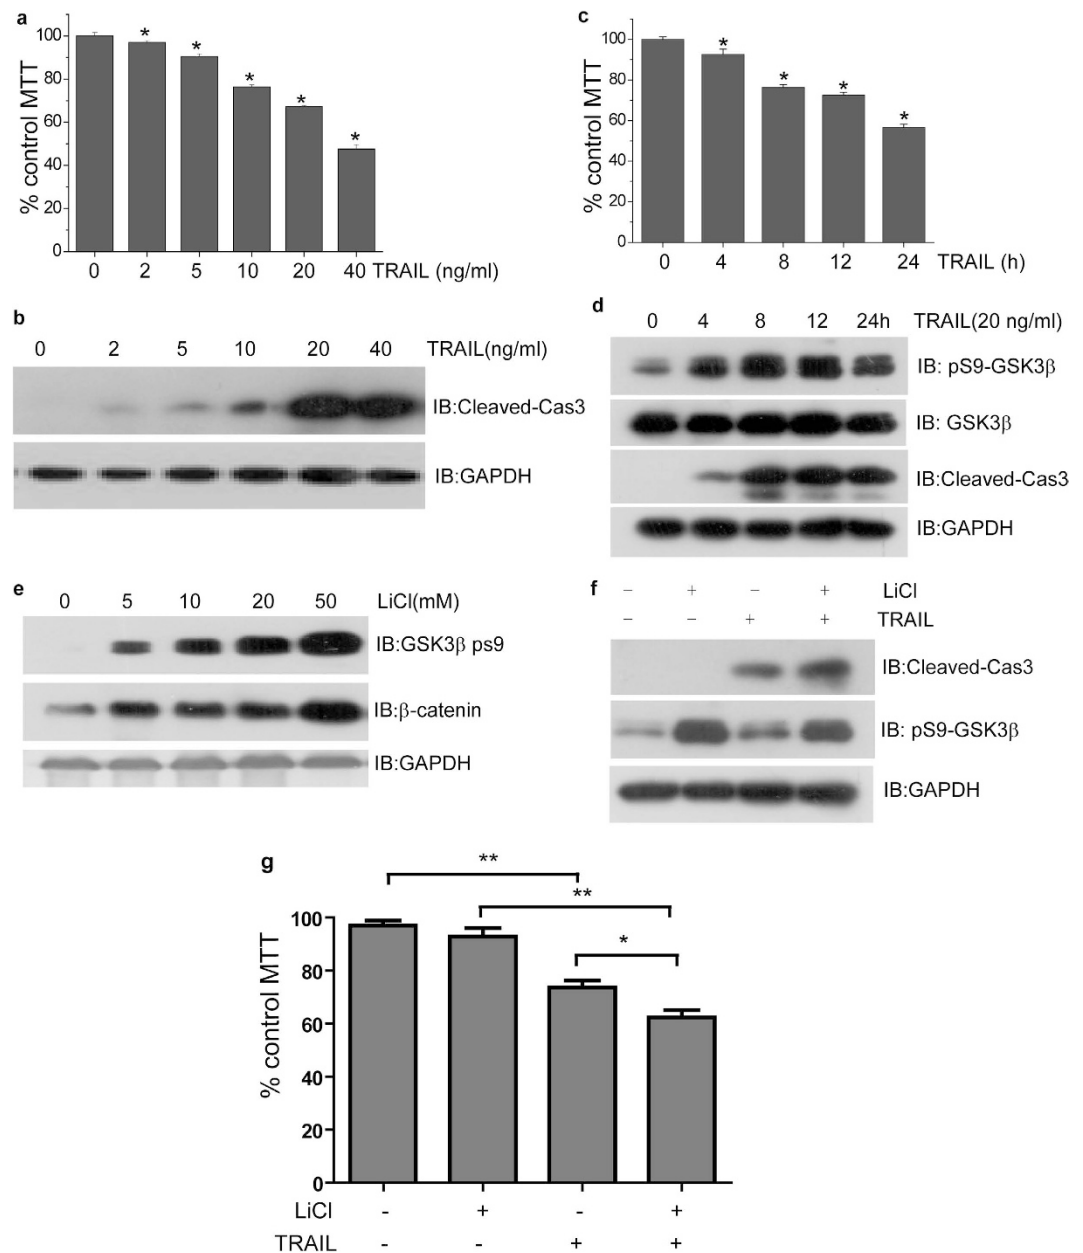 a
100
80
60
40
20
0
% control MTT
* * * * *
0 2 5 10 20 40 TRAIL (ng/ml)
c
100
80
60
40
20
0
% control MTT
* * * *
0 4 8 12 24 TRAIL (h)
b
0 2 5 10 20 40 TRAIL(ng/ml)
IB:Cleaved-Cas3
IB:GAPDH
d
0 4 8 12 24h TRAIL(20 ng/ml)
IB: pS9-GSK3β
IB: GSK3β
IB:Cleaved-Cas3
IB:GAPDH
e
0 5 10 20 50 LiCl(mM)
IB:GSK3β ps9
IB:β-catenin
IB:GAPDH
f
– + – + LiCl
– – + + TRAIL
IB:Cleaved-Cas3
IB: pS9-GSK3β
IB:GAPDH
g
**
**
*
100
80
60
40
20
0
% control MTT
LiCl - + - +
TRAIL - - + +